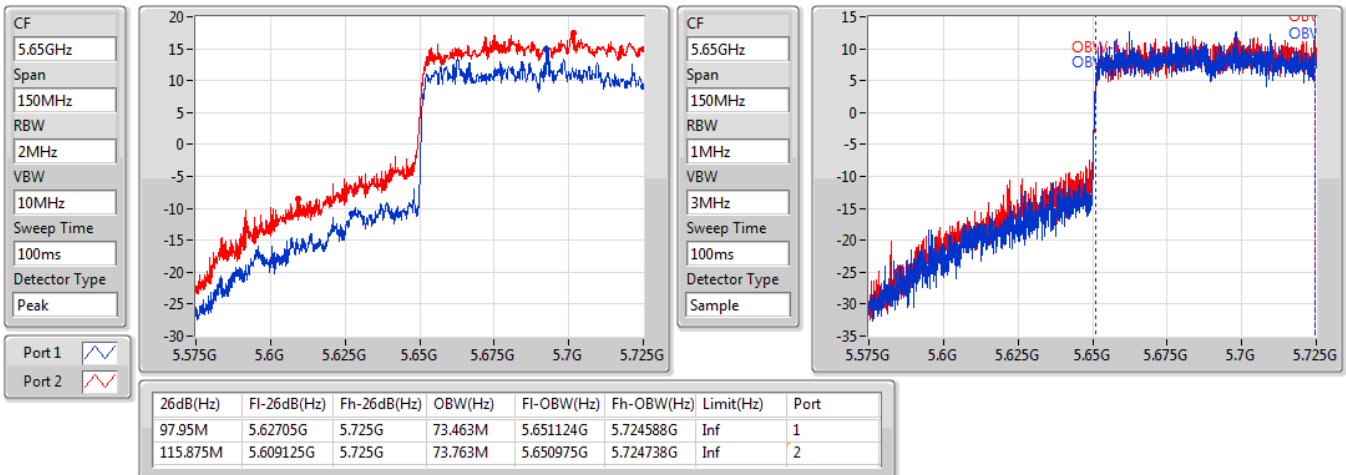 CF
5.65GHz
Span
150MHz
RBW
2MHz
VBW
10MHz
Sweep Time
100ms
Detector Type
Peak
Port 1
Port 2
20
15
10
5
0
-5
-10
-15
-20
-25
-30
5.575G 5.6G 5.625G 5.65G 5.675G 5.7G 5.725G
CF
5.65GHz
Span
150MHz
RBW
1MHz
VBW
3MHz
Sweep Time
100ms
Detector Type
Sample
15
10
5
0
-5
-10
-15
-20
-25
-30
-35
5.575G 5.6G 5.625G 5.65G 5.675G 5.7G 5.725G
26dB(Hz) Fl-26dB(Hz) Fh-26dB(Hz) OBW(Hz) Fl-OBW(Hz) Fh-OBW(Hz) Limit(Hz) Port
97.95M 5.62705G 5.725G 73.463M 5.651124G 5.724588G Inf 1
115.875M 5.609125G 5.725G 73.763M 5.650975G 5.724738G Inf 2